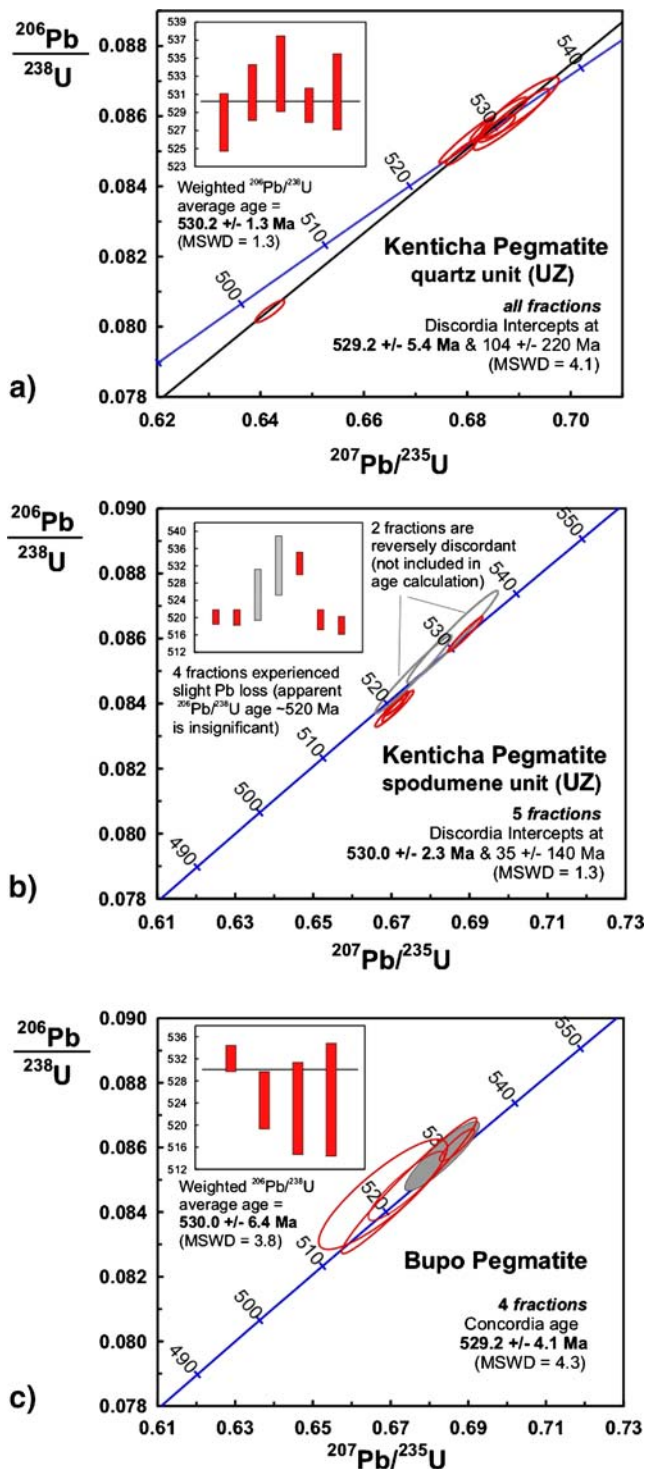 a)
²⁰⁶Pb
²³⁸U
0.088
0.086
0.084
0.082
0.080
0.078
539
537
535
533
531
529
527
525
523
Weighted ²⁰⁶Pb/²³⁸U
average age =
530.2 +/- 1.3 Ma
(MSWD = 1.3)
540
530
520
510
500
Kenticha Pegmatite
quartz unit (UZ)
all fractions
Discordia Intercepts at
529.2 +/- 5.4 Ma & 104 +/- 220 Ma
(MSWD = 4.1)
0.62 0.64 0.66 0.68 0.70
²⁰⁷Pb/²³⁵U
b)
²⁰⁶Pb
²³⁸U
0.090
0.088
0.086
0.084
0.082
0.080
0.078
540
536
532
528
524
520
516
512
2 fractions are
reversely discordant
(not included in
age calculation)
4 fractions experienced
slight Pb loss (apparent
²⁰⁶Pb/²³⁸U age ~520 Ma
is insignificant)
550
540
530
520
510
500
490
Kenticha Pegmatite
spodumene unit (UZ)
5 fractions
Discordia Intercepts at
530.0 +/- 2.3 Ma & 35 +/- 140 Ma
(MSWD = 1.3)
0.61 0.63 0.65 0.67 0.69 0.71 0.73
²⁰⁷Pb/²³⁵U
c)
²⁰⁶Pb
²³⁸U
0.090
0.088
0.086
0.084
0.082
0.080
0.078
536
532
528
524
520
516
512
Weighted ²⁰⁶Pb/²³⁸U
average age =
530.0 +/- 6.4 Ma
(MSWD = 3.8)
550
540
520
510
500
490
Bupo Pegmatite
4 fractions
Concordia age
529.2 +/- 4.1 Ma
(MSWD = 4.3)
0.61 0.63 0.65 0.67 0.69 0.71 0.73
²⁰⁷Pb/²³⁵U